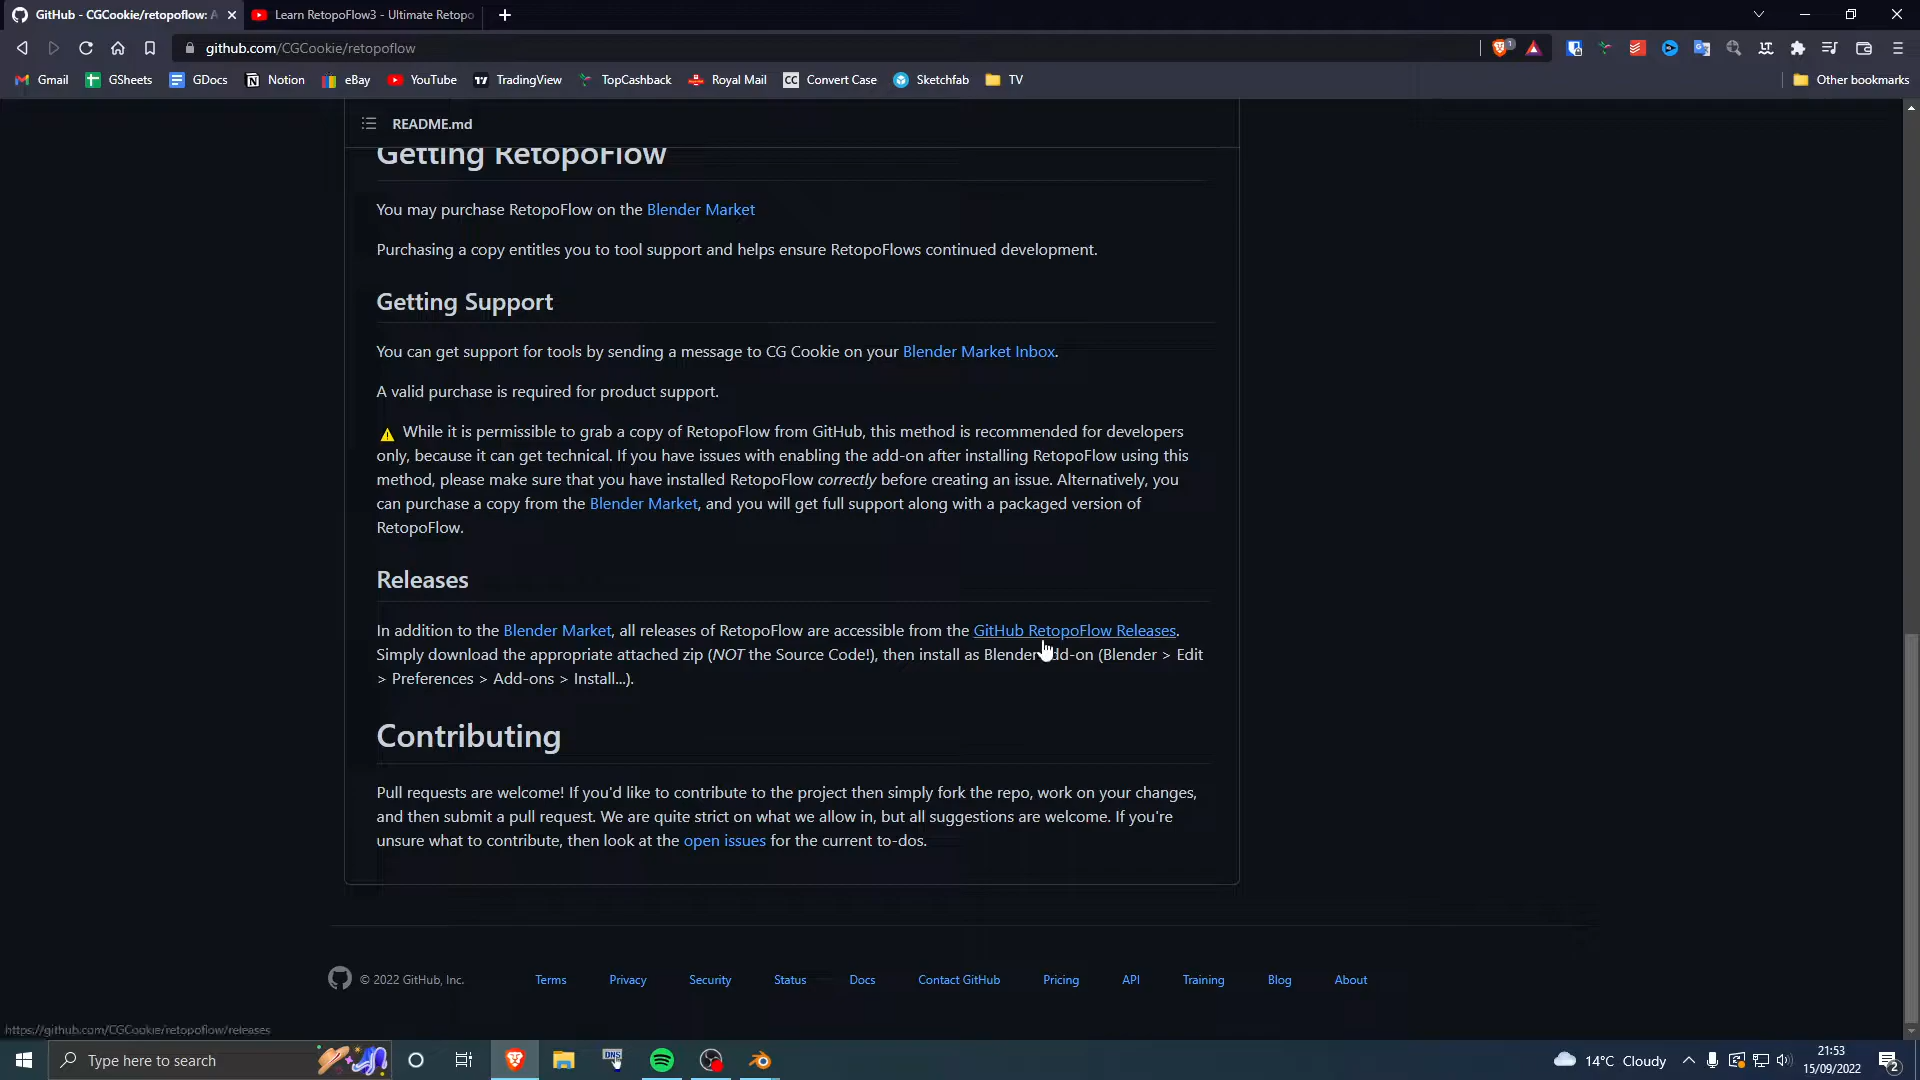 GitHub - CGCookie/retopoflow: A
Learn RetopoFlow3 - Ultimate Retopo
github.com/CGCookie/retopoflow
1
Gmail GSheets GDocs Notion eBay YouTube TradingView TopCashback Royal Mail CC Convert Case Sketchfab TV Other bookmarks
README.md
Getting RetopoFlow
You may purchase RetopoFlow on the Blender Market
Purchasing a copy entitles you to tool support and helps ensure RetopoFlows continued development.
Getting Support
You can get support for tools by sending a message to CG Cookie on your Blender Market Inbox.
A valid purchase is required for product support.
While it is permissible to grab a copy of RetopoFlow from GitHub, this method is recommended for developers
only, because it can get technical. If you have issues with enabling the add-on after installing RetopoFlow using this
method, please make sure that you have installed RetopoFlow correctly before creating an issue. Alternatively, you
can purchase a copy from the Blender Market, and you will get full support along with a packaged version of
RetopoFlow.
Releases
In addition to the Blender Market, all releases of RetopoFlow are accessible from the GitHub RetopoFlow Releases.
Simply download the appropriate attached zip (NOT the Source Code!), then install as Blender add-on (Blender > Edit
> Preferences > Add-ons > Install...).
Contributing
Pull requests are welcome! If you'd like to contribute to the project then simply fork the repo, work on your changes,
and then submit a pull request. We are quite strict on what we allow in, but all suggestions are welcome. If you're
unsure what to contribute, then look at the open issues for the current to-dos.
© 2022 GitHub, Inc. Terms Privacy Security Status Docs Contact GitHub Pricing API Training Blog About
https://github.com/CGCookie/retopoflow/releases
Type here to search
DNS
14°C Cloudy
21:53
15/09/2022
2